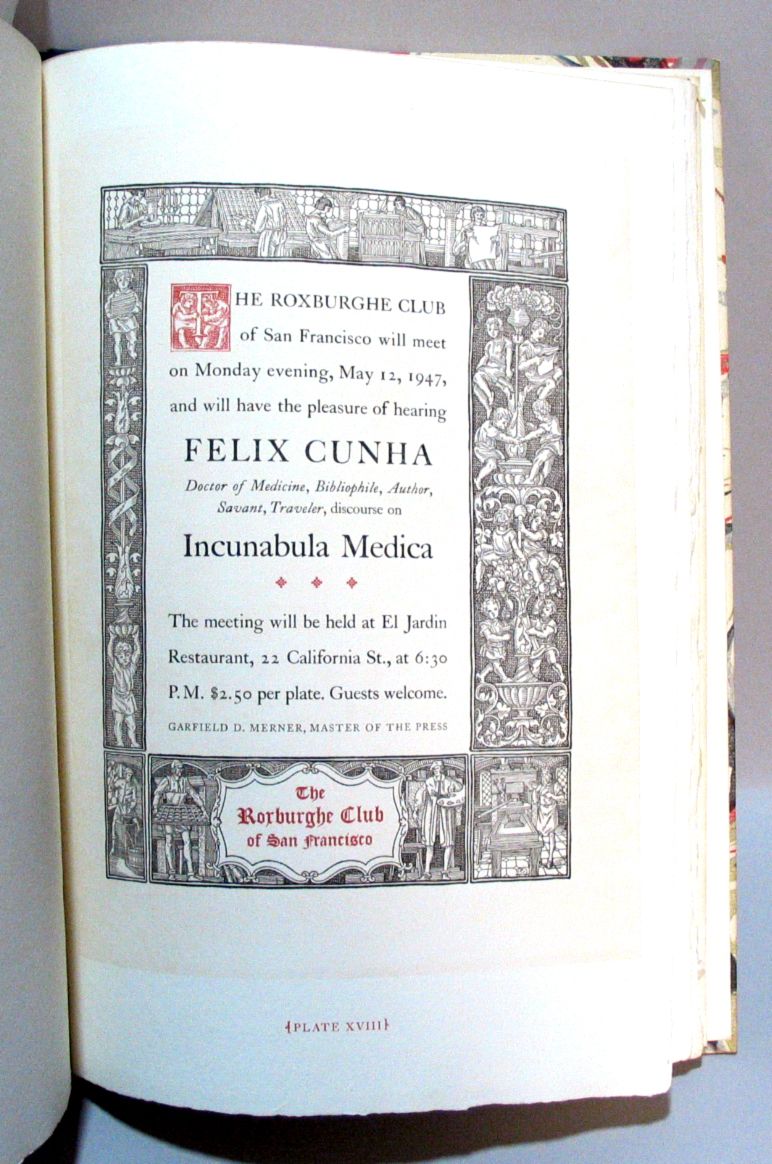 THE ROXBURGHE CLUB
of San Francisco will meet
on Monday evening, May 12, 1947,
and will have the pleasure of hearing
FELIX CUNHA
Doctor of Medicine, Bibliophile, Author,
Savant, Traveler, discourse on
Incunabula Medica
The meeting will be held at El Jardin
Restaurant, 22 California St., at 6:30
P.M. $2.50 per plate. Guests welcome.
GARFIELD D. MERNER, MASTER OF THE PRESS
The
Roxburghe Club
of San Francisco
{PLATE XVIII}